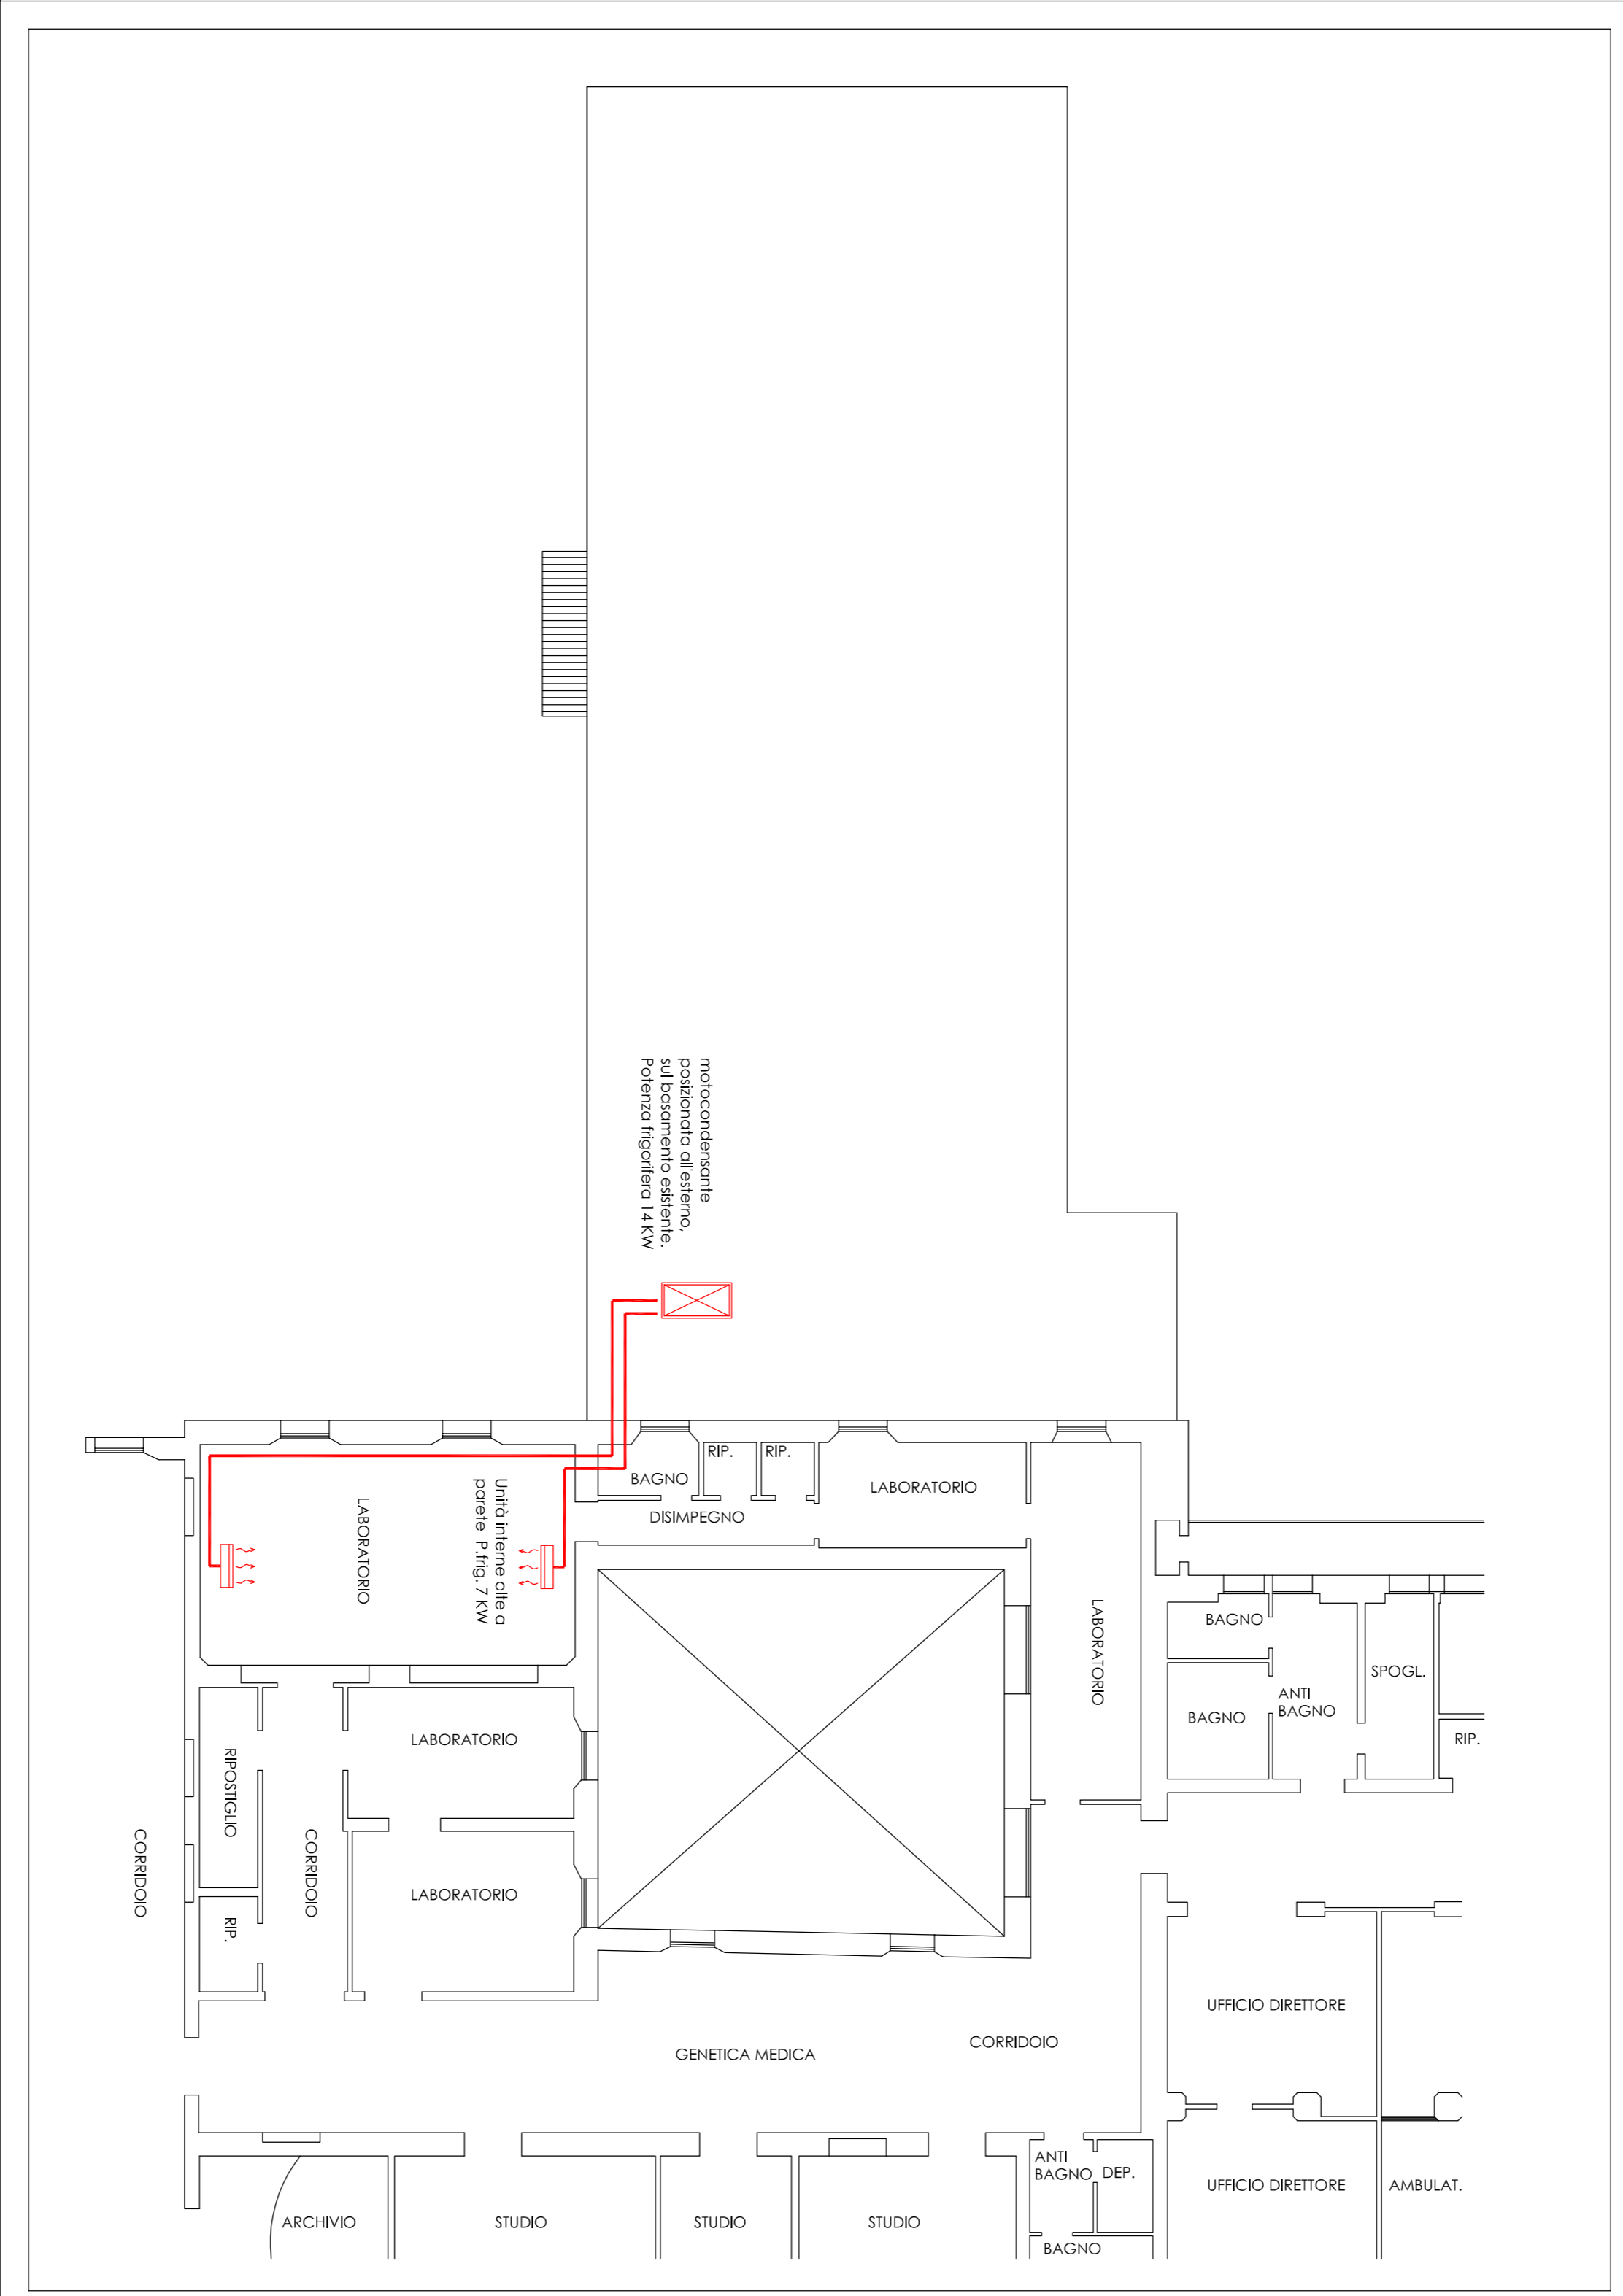 motocondensante
posizionata all'esterno,
sul basamento esistente.
Potenza frigorifera 14 KW
RIP.
RIP.
BAGNO
LABORATORIO
DISIMPEGNO
Unità interne alte a
parete P.frig. 7 KW
LABORATORIO
LABORATORIO
BAGNO
SPOGL.
ANTI
BAGNO
BAGNO
RIP.
LABORATORIO
RIPOSTIGLIO
CORRIDOIO
CORRIDOIO
LABORATORIO
RIP.
UFFICIO DIRETTORE
CORRIDOIO
GENETICA MEDICA
ANTI
BAGNO
DEP.
UFFICIO DIRETTORE
AMBULAT.
ARCHIVIO
STUDIO
STUDIO
STUDIO
BAGNO